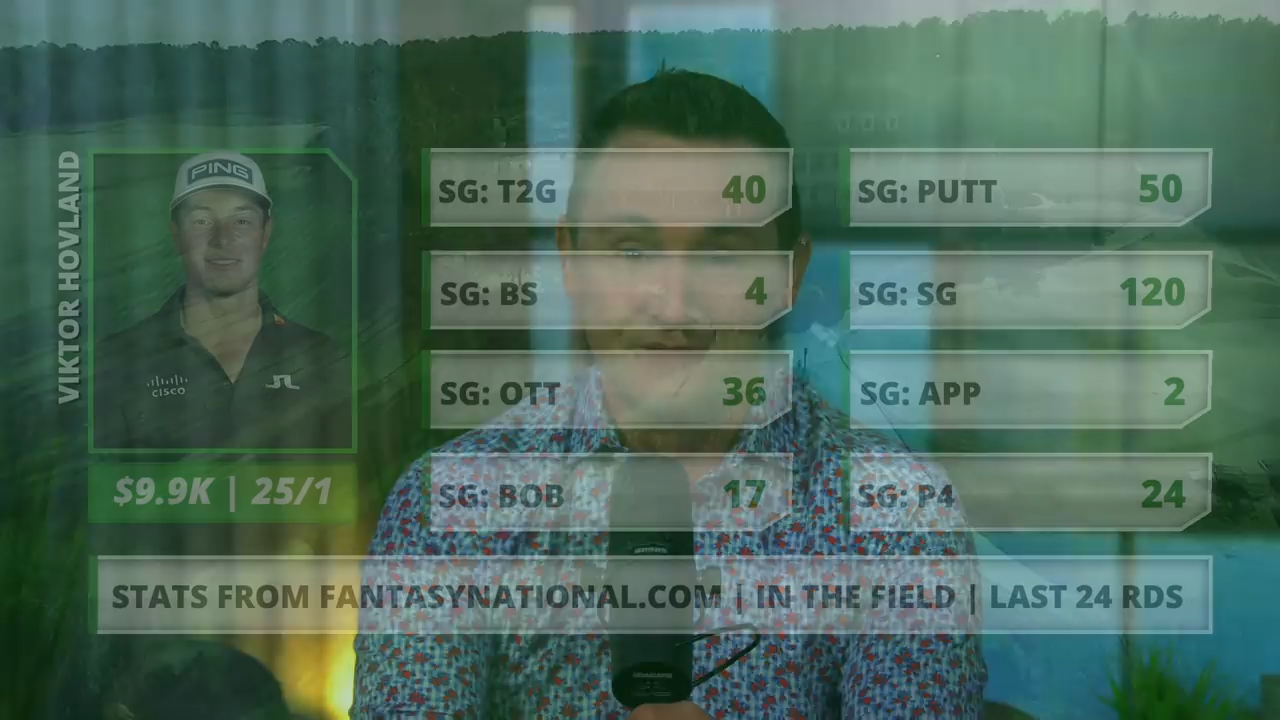 VIKTOR HOVLAND
PING
CISCO
$9.9K | 25/1
SG: T2G 40
SG: PUTT 50
SG: BS 4
SG: SG 120
SG: OTT 36
SG: APP 2
SG: BOB 17
SG: P4 24
STATS FROM FANTASYNATIONAL.COM | IN THE FIELD | LAST 24 RDS